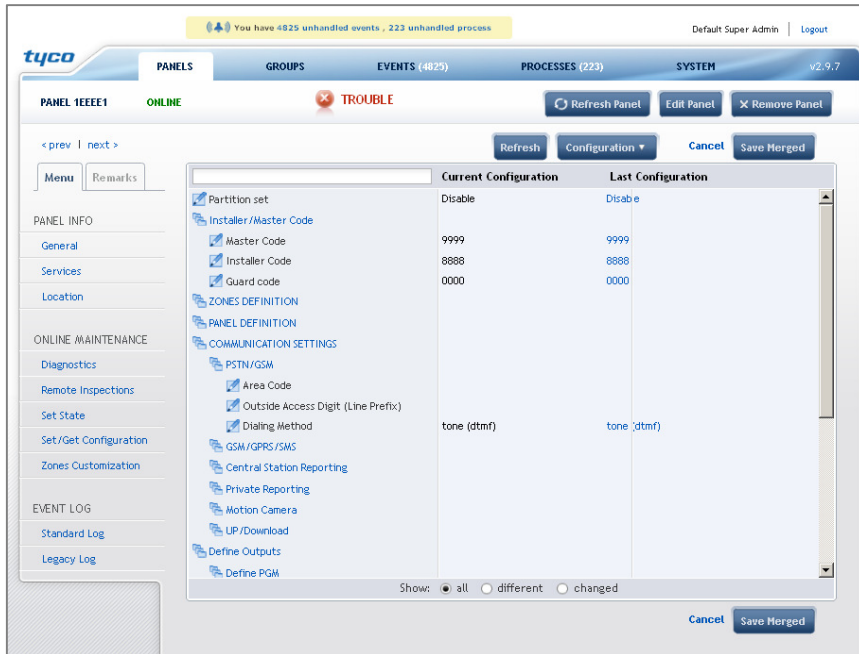 You have 4825 unhandled events , 223 unhandled process
Default Super Admin | Logout
tyco
PANELS GROUPS EVENTS (4825) PROCESSES (223) SYSTEM v2.9.7
PANEL 1EEEE1 ONLINE TROUBLE Refresh Panel Edit Panel X Remove Panel
< prev | next > Refresh Configuration ▾ Cancel Save Merged
Menu Remarks
Current Configuration Last Configuration
Partition set Disable Disable
Installer/Master Code
Master Code 9999 9999
Installer Code 8888 8888
Guard code 0000 0000
ZONES DEFINITION
PANEL DEFINITION
COMMUNICATION SETTINGS
PSTN/GSM
Area Code
Outside Access Digit (Line Prefix)
Dialing Method tone (dtmf) tone (dtmf)
GSM/GPRS/SMS
Central Station Reporting
Private Reporting
Motion Camera
UP/Download
Define Outputs
Define PGM
PANEL INFO
General
Services
Location
ONLINE MAINTENANCE
Diagnostics
Remote Inspections
Set State
Set/Get Configuration
Zones Customization
EVENT LOG
Standard Log
Legacy Log
Show: all different changed
Cancel Save Merged